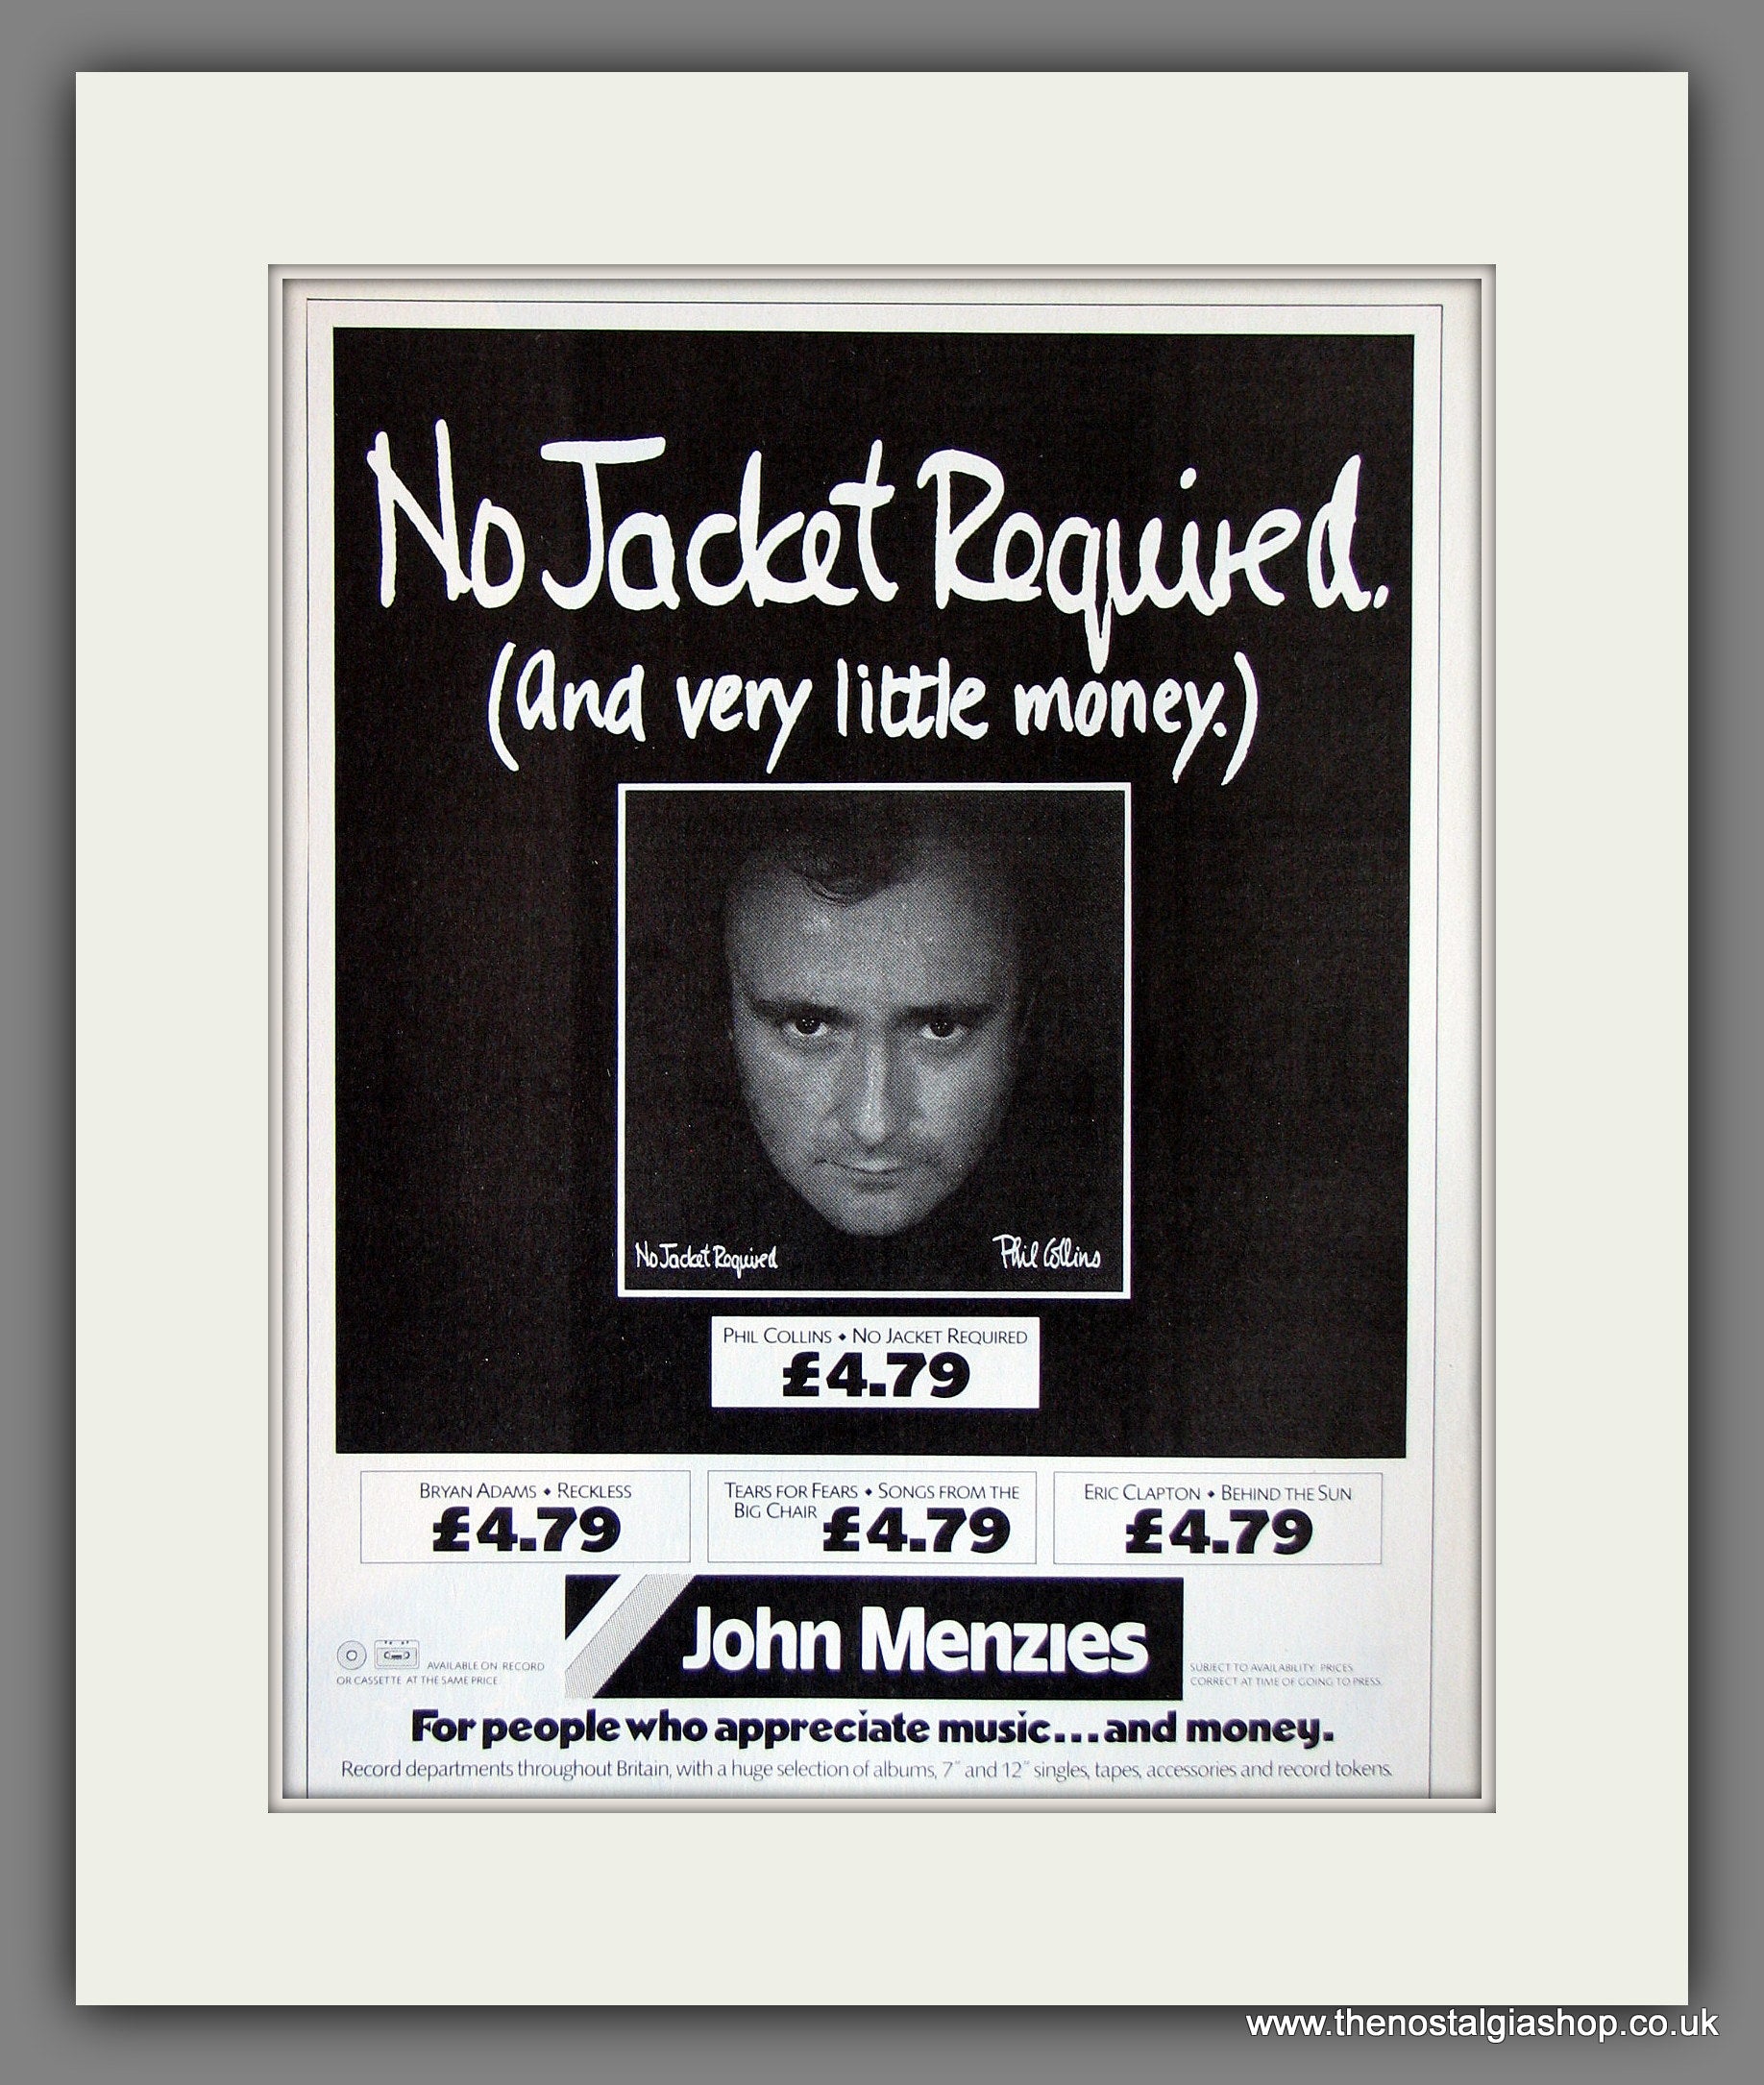 No Jacket Required.
(And very little money.)
No Jacket Required
Phil Collins
PHIL COLLINS ♦ NO JACKET REQUIRED
£4.79
BRYAN ADAMS ♦ RECKLESS
£4.79
TEARS FOR FEARS ♦ SONGS FROM THE
BIG CHAIR £4.79
ERIC CLAPTON ♦ BEHIND THE SUN
£4.79
John Menzies
AVAILABLE ON RECORD
OR CASSETTE AT THE SAME PRICE
SUBJECT TO AVAILABILITY. PRICES
CORRECT AT TIME OF GOING TO PRESS.
For people who appreciate music...and money.
Record departments throughout Britain, with a huge selection of albums, 7" and 12" singles, tapes, accessories and record tokens.
www.thenostalgiashop.co.uk